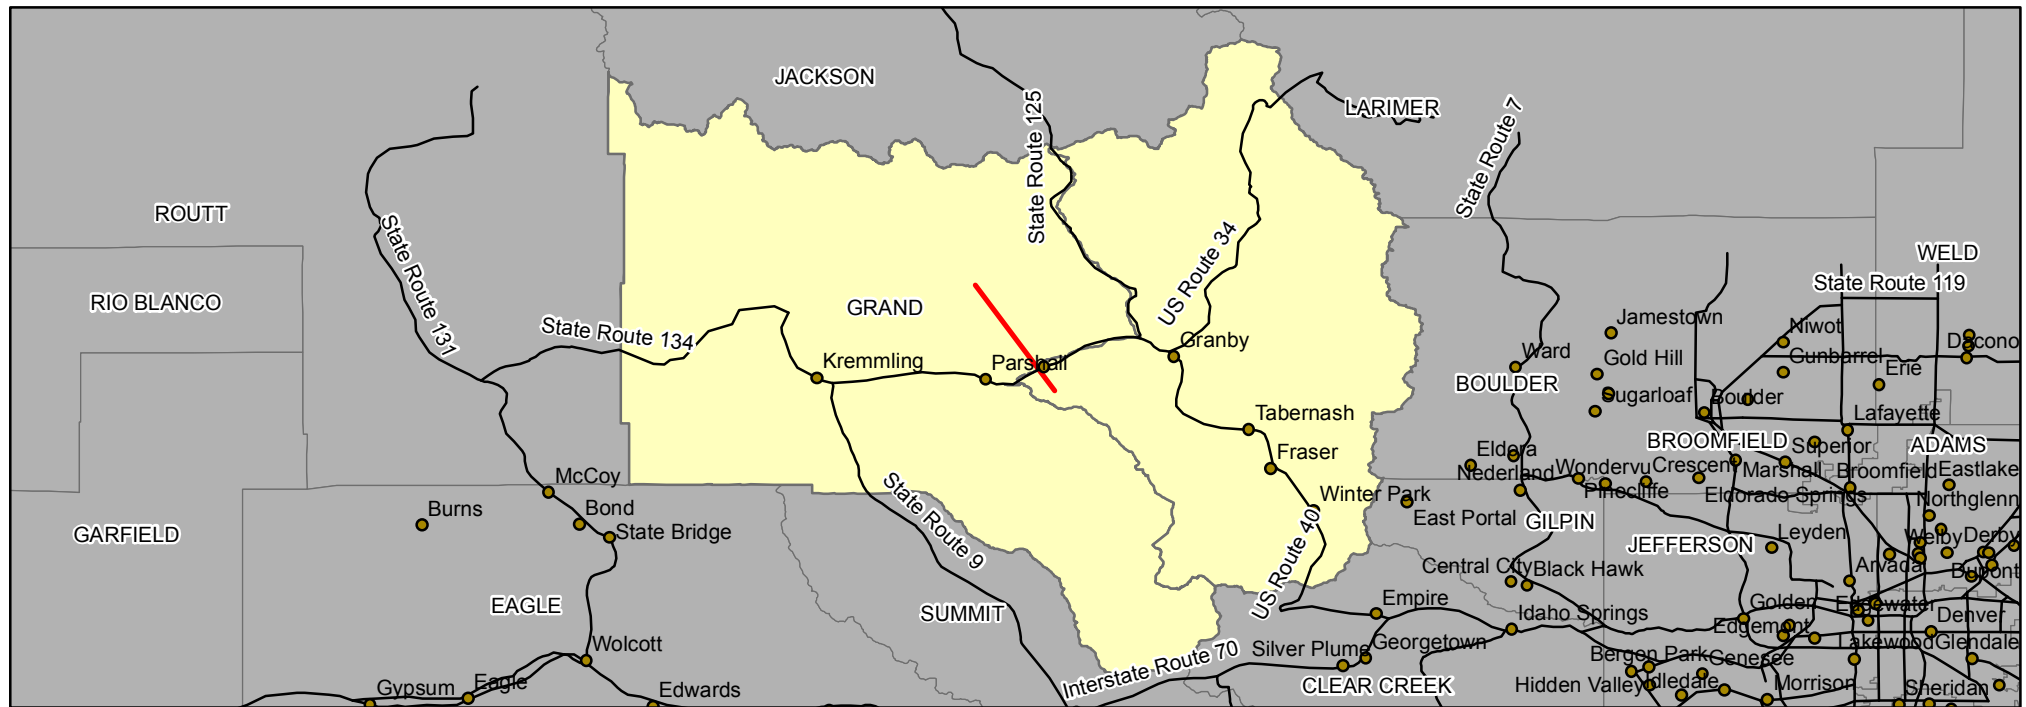 JACKSON
LARIMER
State Route 125
State Route 7
ROUTT
State Route 131
US Route 34
WELD
State Route 119
RIO BLANCO
GRAND
State Route 134
Jamestown
Niwot
Granby
Dacono
Kremmling
Parshall
Ward
Gold Hill
Gunbarrel
Erie
BOULDER
Sugarloaf
Boulder
Tabernash
Lafayette
Fraser
Eldora
BROOMFIELD
Superior
ADAMS
McCoy
Nederland
Wondervu
Crescent
Marshall
Broomfield
Eastlake
State Route 9
Winter Park
Pinecliffe
Eldorado Springs
Northglenn
Burns
Bond
East Portal
GILPIN
GARFIELD
State Bridge
US Route 40
JEFFERSON
Leyden
Welby
Derby
Central City
Black Hawk
Arvada
Dupont
EAGLE
SUMMIT
Empire
Idaho Springs
Golden
Edgewater
Denver
Edgemont
Wolcott
Silver Plume
Georgetown
Lakewood
Glendale
Interstate Route 70
Bergen Park
Genesee
Gypsum
Eagle
Edwards
CLEAR CREEK
Hidden Valley
Idledale
Morrison
Sheridan